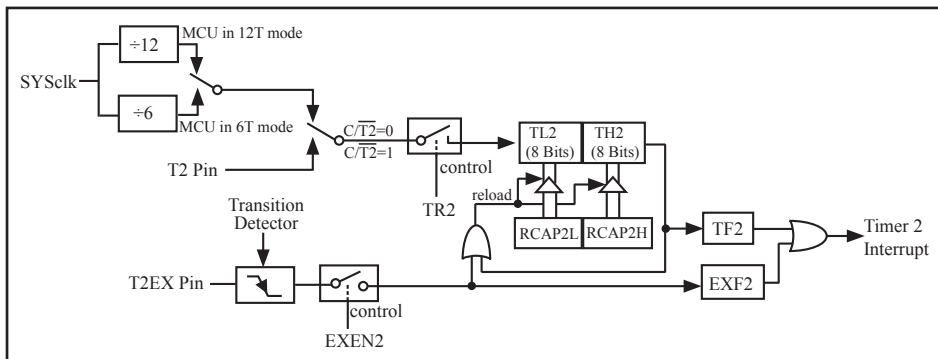 ÷12
MCU in 12T mode
SYSclk
÷6
MCU in 6T mode
C/T2=0
C/T2=1
T2 Pin
control
TR2
TL2
(8 Bits)
TH2
(8 Bits)
reload
RCAP2L
RCAP2H
Transition
Detector
T2EX Pin
control
EXEN2
TF2
EXF2
Timer 2
Interrupt